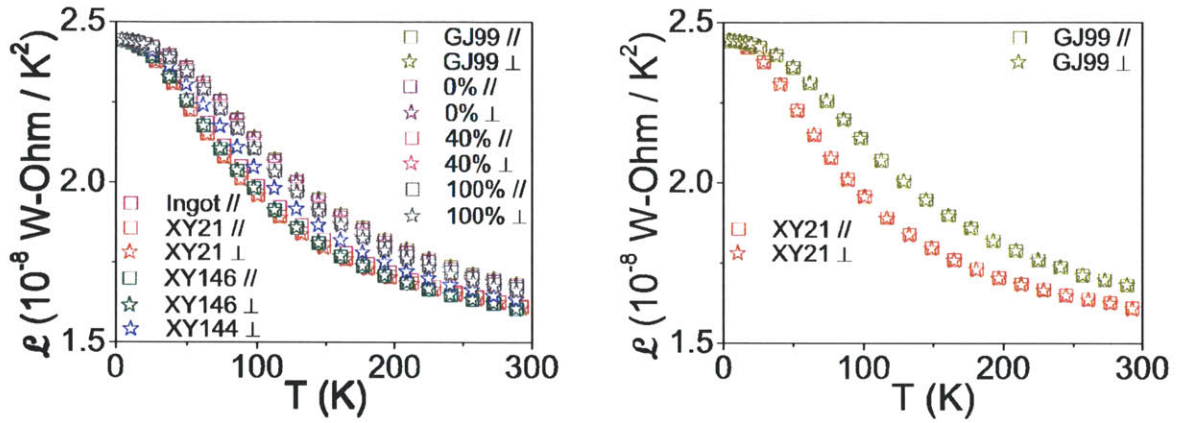 2.5
2.0
1.5
ℒ (10⁻⁸ W-Ohm / K²)
GJ99 //
GJ99 ⊥
0% //
0% ⊥
40% //
40% ⊥
100% //
100% ⊥
Ingot //
XY21 //
XY21 ⊥
XY146 //
XY146 ⊥
XY144 ⊥
0 100 200 300
T (K)
2.5
2.0
1.5
ℒ (10⁻⁸ W-Ohm / K²)
GJ99 //
GJ99 ⊥
XY21 //
XY21 ⊥
0 100 200 300
T (K)